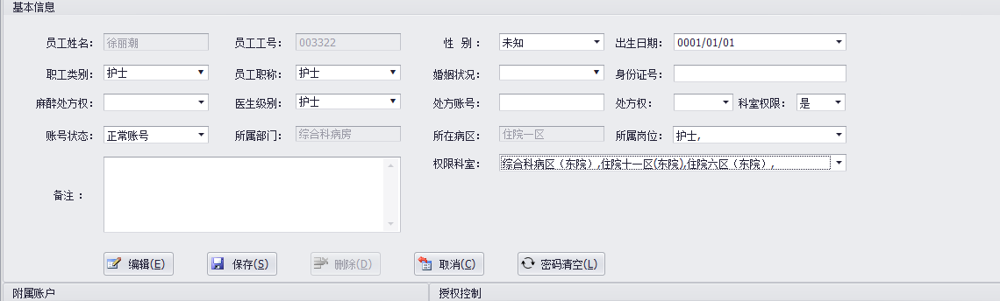 基本信息
员工姓名： 徐丽潮 员工工号： 003322 性 别： 未知 出生日期： 0001/01/01
职工类别： 护士 员工职称： 护士 婚姻状况： 身份证号：
麻醉处方权： 医生级别： 护士 处方账号： 处方权： 科室权限： 是
账号状态： 正常账号 所属部门： 综合科病房 所在病区： 住院一区 所属岗位： 护士,
权限科室： 综合科病区（东院）,住院十一区(东院),住院六区（东院）,
备注：
编辑(E) 保存(S) 删除(D) 取消(C) 密码清空(L)
附属账户 授权控制